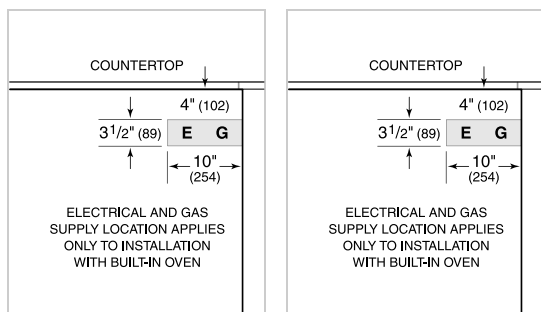 COUNTERTOP
4" (102)
3 1/2" (89)
E G
10"
(254)
ELECTRICAL AND GAS
SUPPLY LOCATION APPLIES
ONLY TO INSTALLATION
WITH BUILT-IN OVEN
COUNTERTOP
4" (102)
3 1/2" (89)
E G
10"
(254)
ELECTRICAL AND GAS
SUPPLY LOCATION APPLIES
ONLY TO INSTALLATION
WITH BUILT-IN OVEN